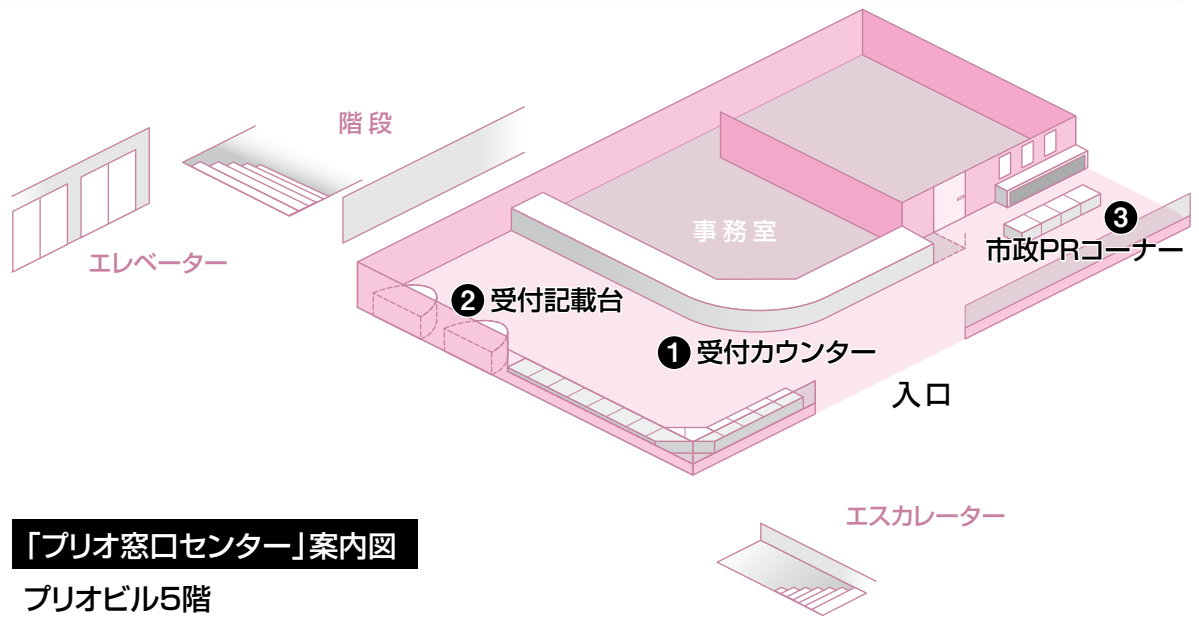 階段
エレベーター
事務室
❸
市政PRコーナー
❷受付記載台
❶受付カウンター
入口
エスカレーター
「プリオ窓口センター」案内図
プリオビル5階